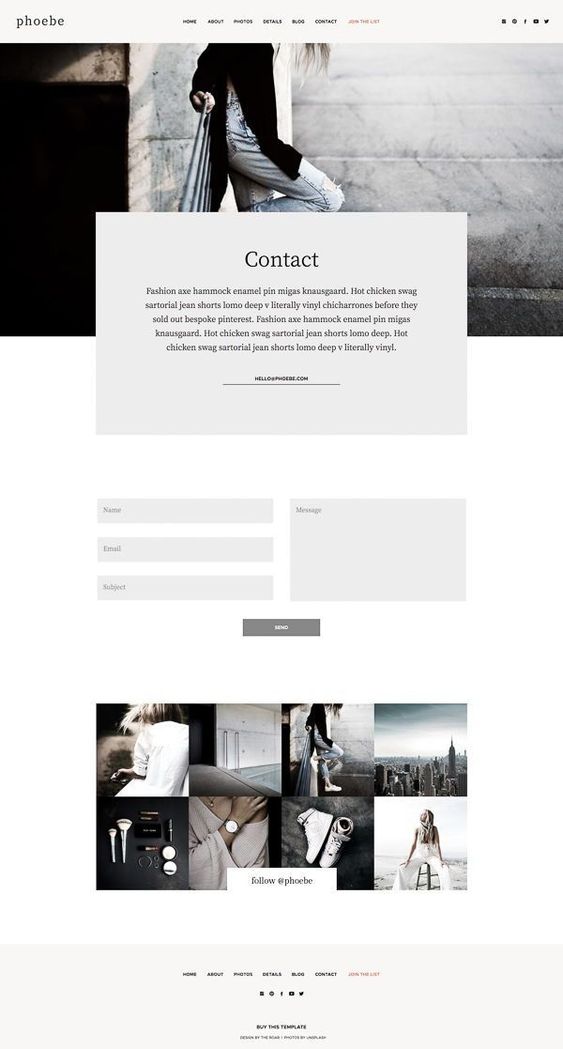 phoebe
HOME ABOUT PHOTOS DETAILS BLOG CONTACT JOIN THE LIST
Contact
Fashion axe hammock enamel pin migas knausgaard. Hot chicken swag
sartorial jean shorts lomo deep v literally vinyl chicharrones before they
sold out bespoke pinterest. Fashion axe hammock enamel pin migas
knausgaard. Hot chicken swag sartorial jean shorts lomo deep. Hot
chicken swag sartorial jean shorts lomo deep v literally vinyl.
HELLO@PHOEBE.COM
Name
Message
Email
Subject
SEND
follow @phoebe
HOME ABOUT PHOTOS DETAILS BLOG CONTACT JOIN THE LIST
BUY THIS TEMPLATE
DESIGN BY THE ROAR | PHOTOS BY UNSPLASH